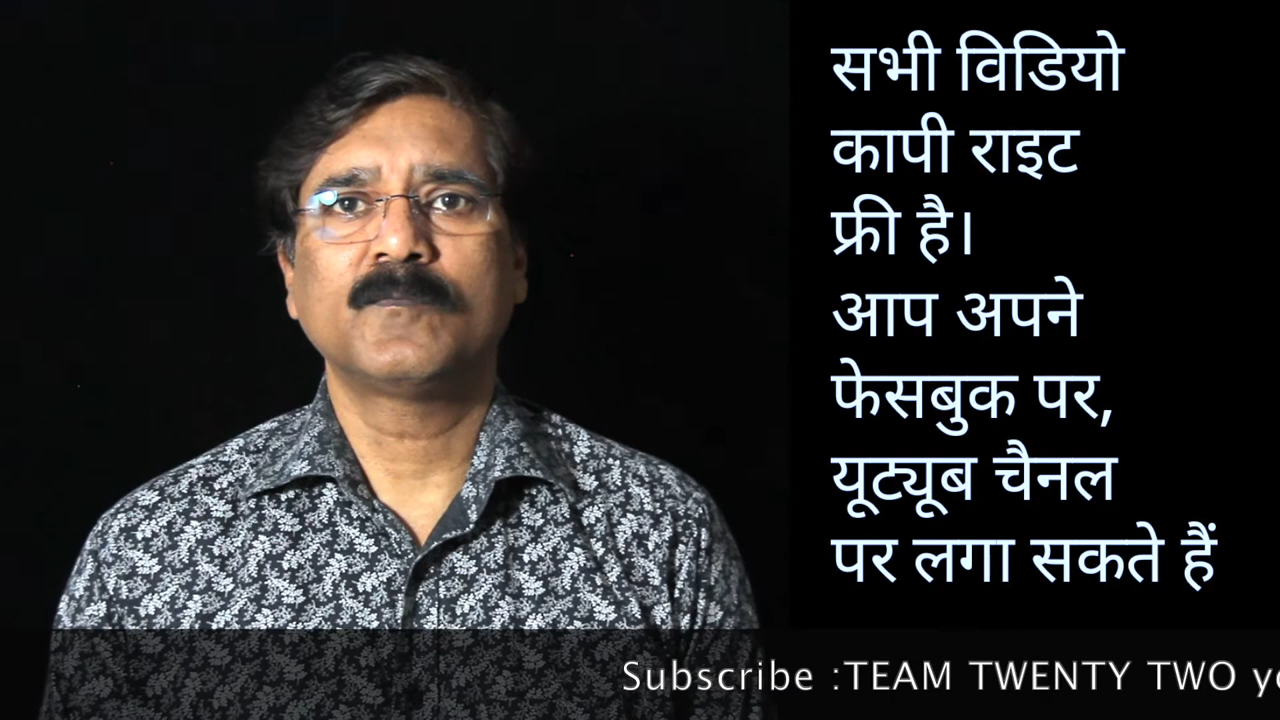 सभी विडियो
कापी राइट
फ्री है।
आप अपने
फेसबुक पर,
यूट्यूब चैनल
पर लगा सकते हैं
Subscribe :TEAM TWENTY TWO